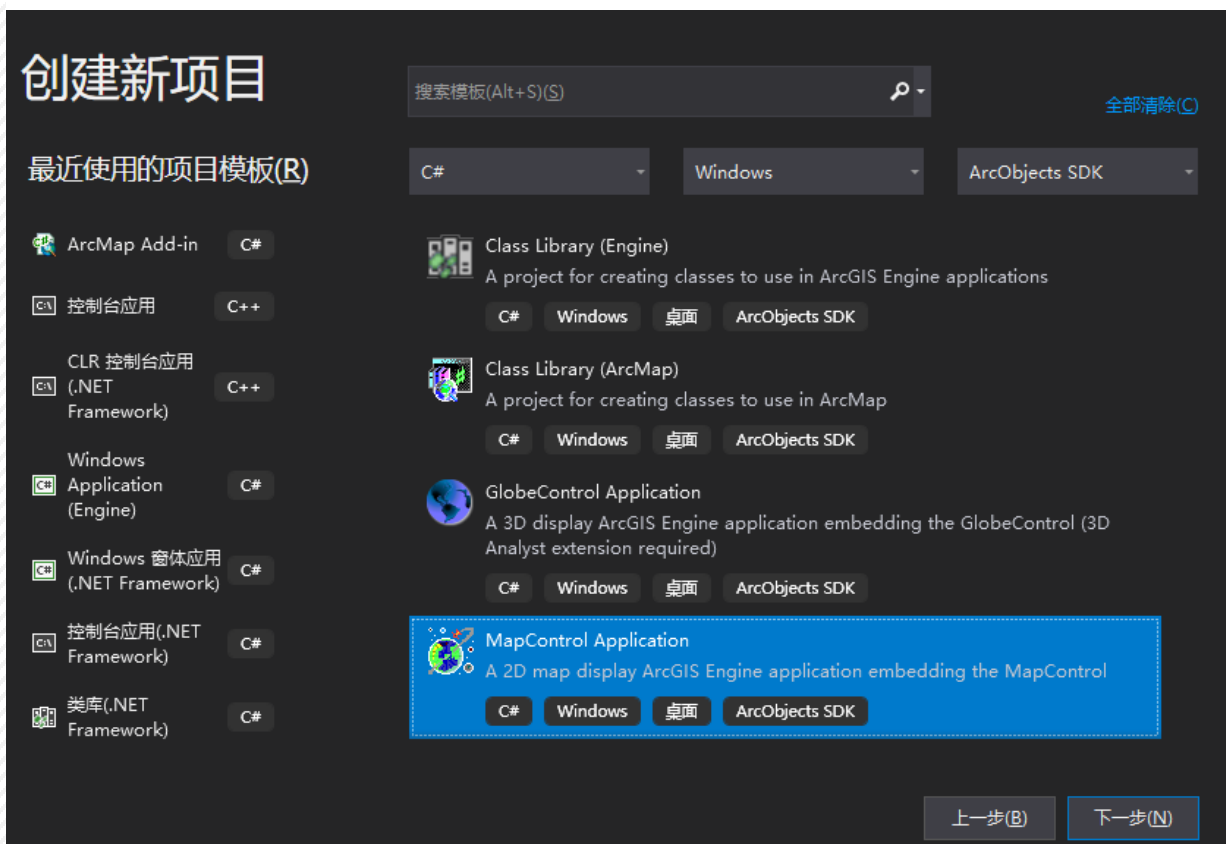 创建新项目
搜索模板(Alt+S)(S)
全部清除(C)
最近使用的项目模板(R)
C#
Windows
ArcObjects SDK
ArcMap Add-in
C#
控制台应用
C++
CLR 控制台应用
(.NET
Framework)
C++
Windows
Application
(Engine)
C#
Windows 窗体应用
(.NET Framework)
C#
控制台应用(.NET
Framework)
C#
类库(.NET
Framework)
C#
Class Library (Engine)
A project for creating classes to use in ArcGIS Engine applications
C# Windows 桌面 ArcObjects SDK
Class Library (ArcMap)
A project for creating classes to use in ArcMap
C# Windows 桌面 ArcObjects SDK
GlobeControl Application
A 3D display ArcGIS Engine application embedding the GlobeControl (3D
Analyst extension required)
C# Windows 桌面 ArcObjects SDK
MapControl Application
A 2D map display ArcGIS Engine application embedding the MapControl
C# Windows 桌面 ArcObjects SDK
上一步(B)
下一步(N)